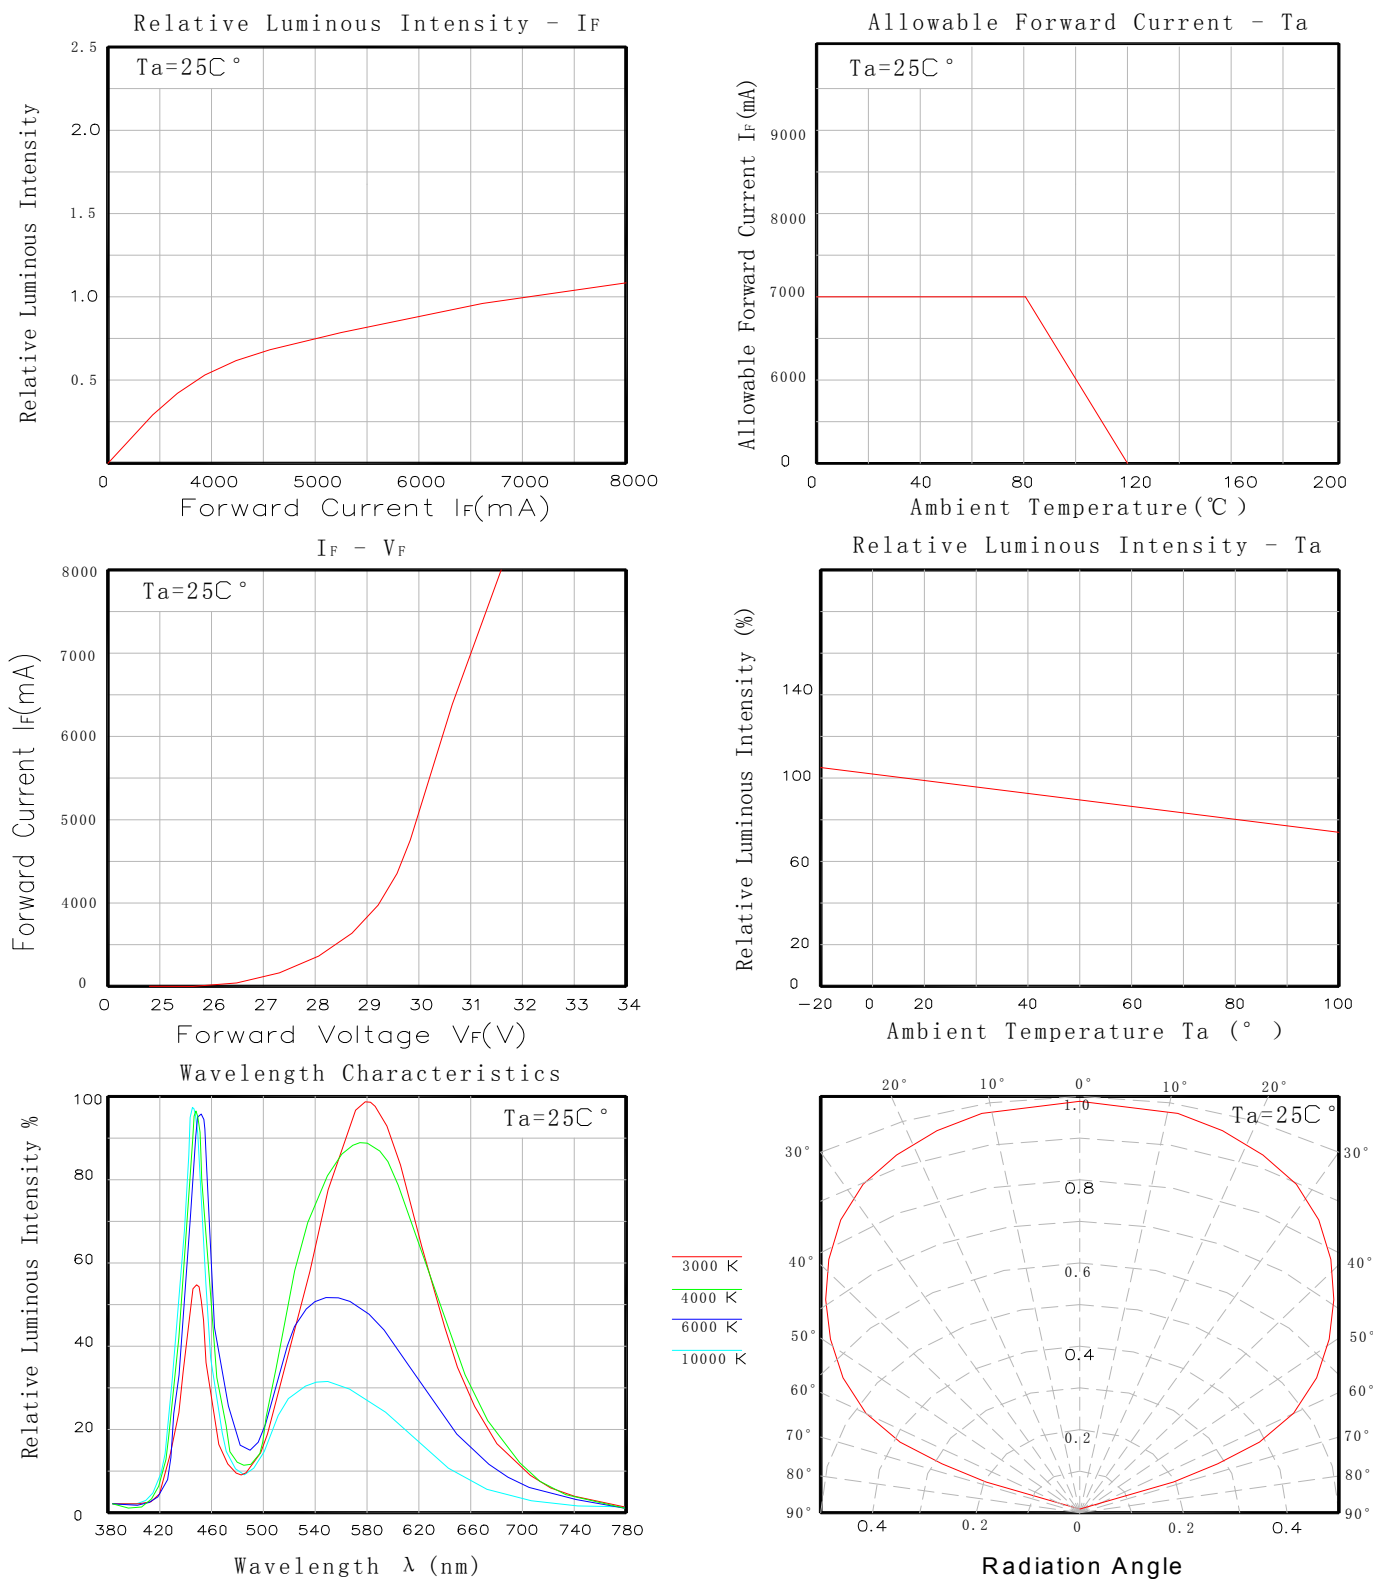 Relative Luminous Intensity - IF
Ta=25C°
Relative Luminous Intensity
2.5
2.0
1.5
1.0
0.5
0 4000 5000 6000 7000 8000
Forward Current IF(mA)
Allowable Forward Current - Ta
Ta=25C°
Allowable Forward Current IF(mA)
9000
8000
7000
6000
0
0 40 80 120 160 200
Ambient Temperature(℃)
IF - VF
Ta=25C°
Forward Current IF(mA)
8000
7000
6000
5000
4000
0
0 25 26 27 28 29 30 31 32 33 34
Forward Voltage VF(V)
Relative Luminous Intensity - Ta
Relative Luminous Intensity (%)
140
100
60
20
0
-20 0 20 40 60 80 100
Ambient Temperature Ta (° )
Wavelength Characteristics
Ta=25C°
Relative Luminous Intensity %
100
80
60
40
20
0
380 420 460 500 540 580 620 660 700 740 780
Wavelength λ (nm)
3000 K
4000 K
6000 K
10000 K
20° 10° 0° 10° 20°
Ta=25C°
1.0
30° 30°
0.8
40° 0.6 40°
50° 0.4 50°
60° 60°
70° 0.2 70°
80° 80°
90° 90°
0.4 0.2 0 0.2 0.4
Radiation Angle